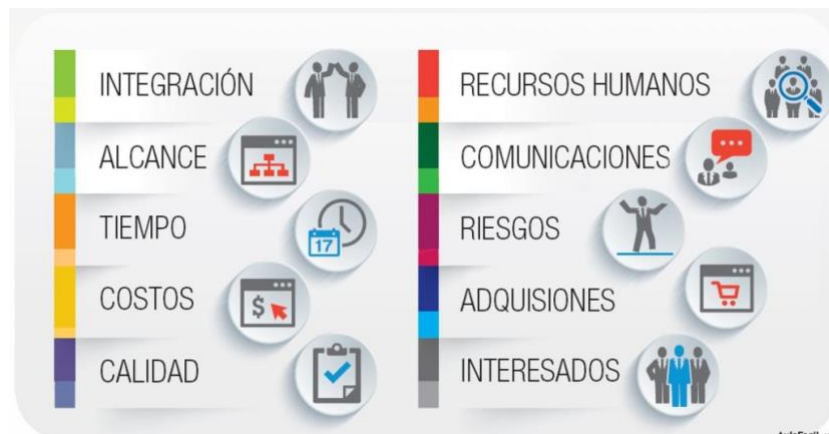 INTEGRACIÓN
ALCANCE
TIEMPO
17
COSTOS
$
CALIDAD
RECURSOS HUMANOS
COMUNICACIONES
RIESGOS
ADQUISIONES
INTERESADOS